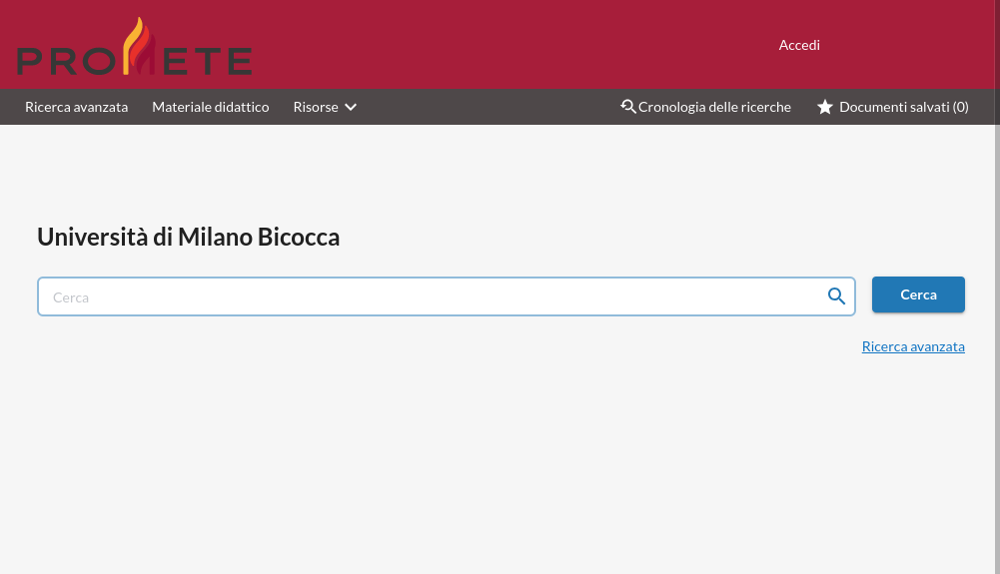 PROMETE
Accedi
Ricerca avanzata Materiale didattico Risorse Cronologia delle ricerche Documenti salvati (0)
Università di Milano Bicocca
Cerca Cerca
Ricerca avanzata